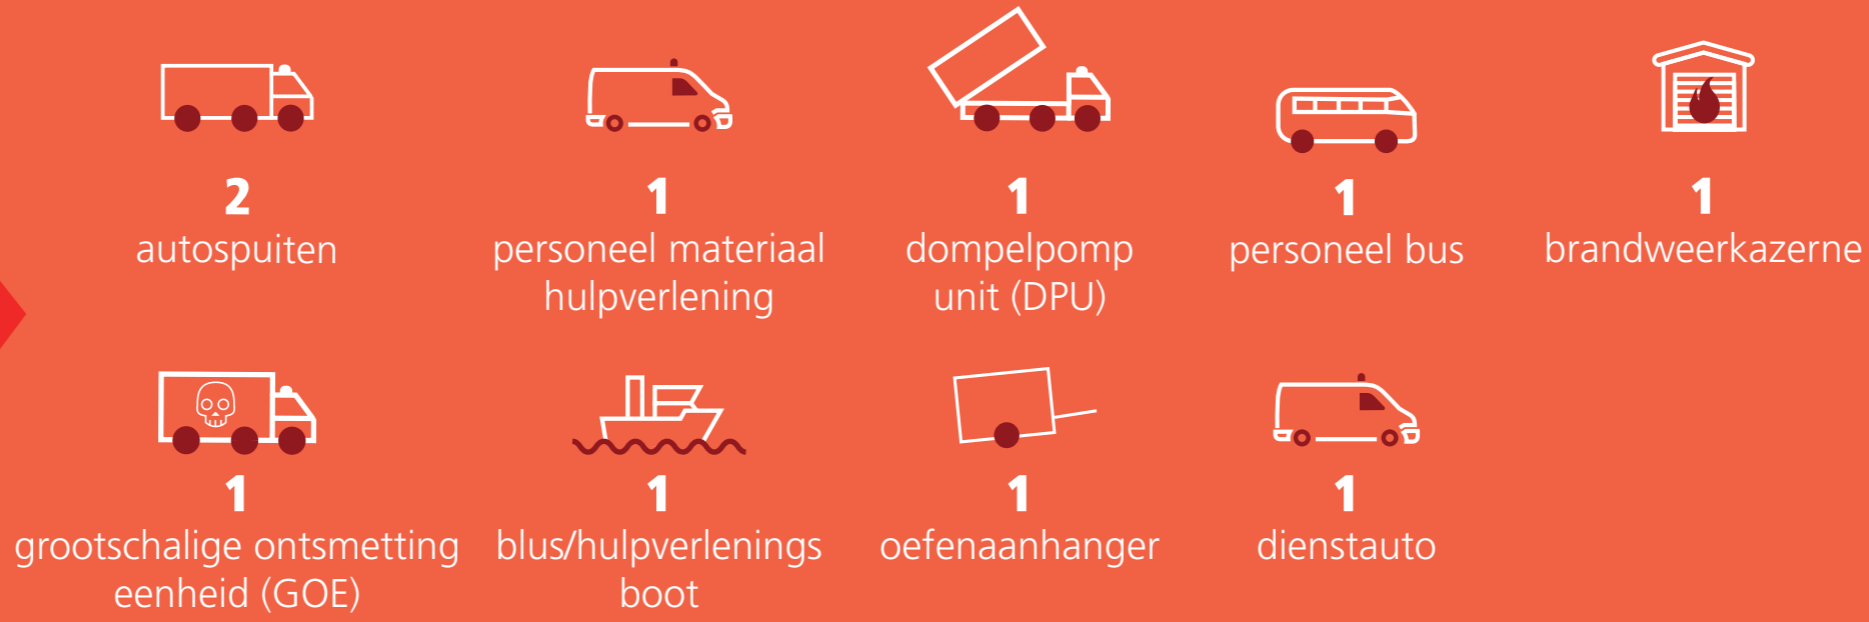 2
autospuiten
1
personeel materiaal
hulpverlening
1
dompelpomp
unit (DPU)
1
personeel bus
1
brandweerkazerne
1
grootschalige ontsmetting
eenheid (GOE)
1
blus/hulpverlenings
boot
1
oefenaanhanger
1
dienstauto